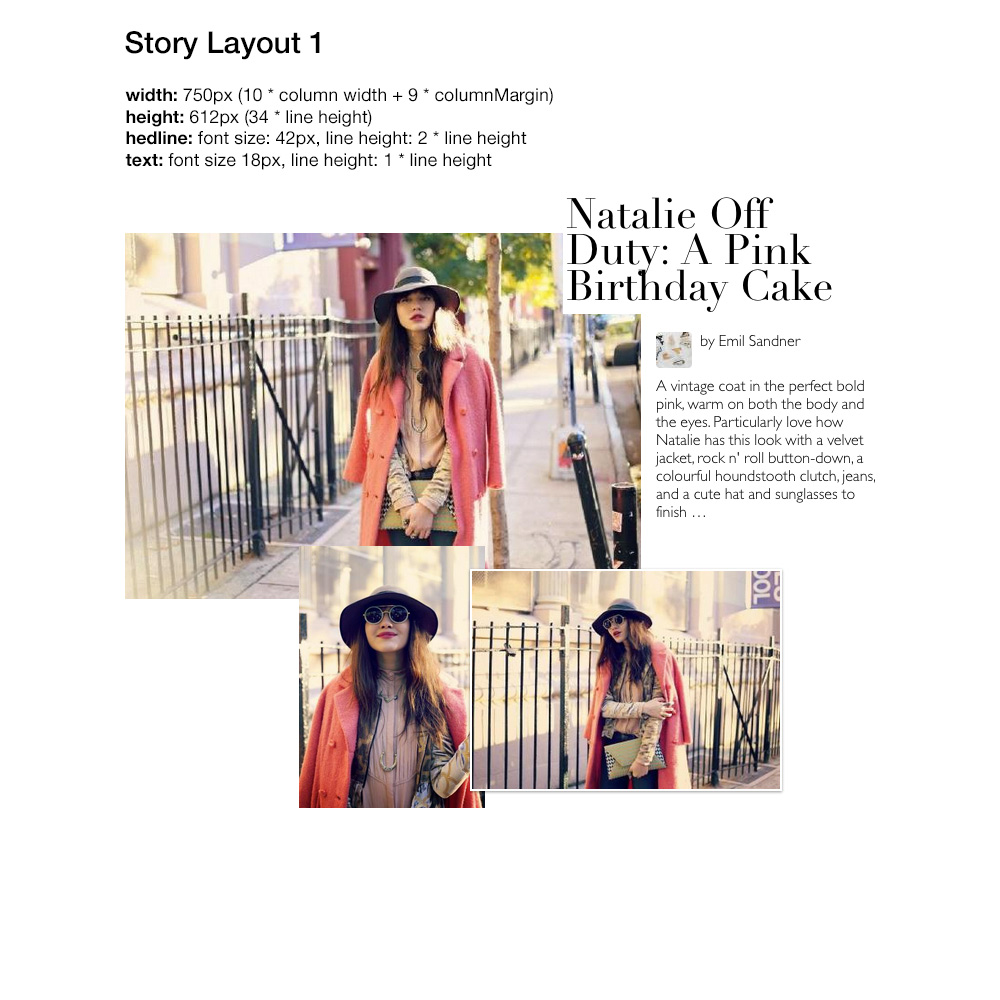 Story Layout 1
width: 750px (10 * column width + 9 * columnMargin)
height: 612px (34 * line height)
hedline: font size: 42px, line height: 2 * line height
text: font size 18px, line height: 1 * line height
Natalie Off
Duty: A Pink
Birthday Cake
by Emil Sandner
A vintage coat in the perfect bold
pink, warm on both the body and
the eyes. Particularly love how
Natalie has this look with a velvet
jacket, rock n' roll button-down, a
colourful houndstooth clutch, jeans,
and a cute hat and sunglasses to
finish …
OOL